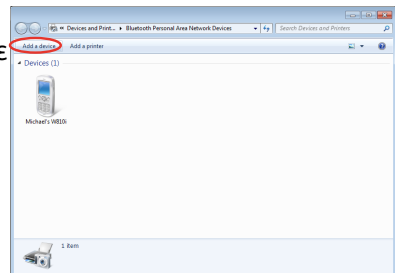 « Devices and Print... ▸ Bluetooth Personal Area Network Devices
Search Devices and Printers
Add a device
Add a printer
Devices (1)
Michael's W810i
1 item